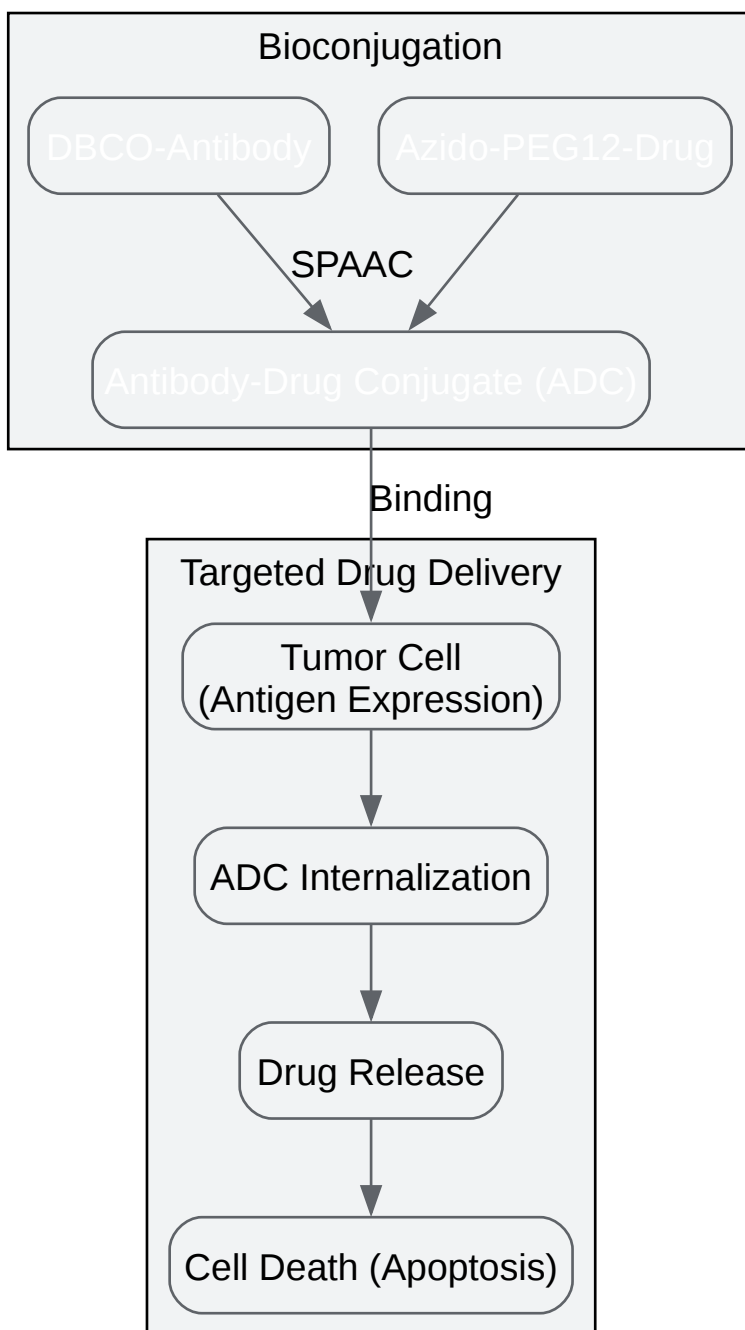 Bioconjugation
DBCO-Antibody
Azido-PEG12-Drug
SPAAC
Antibody-Drug Conjugate (ADC)
Binding
Targeted Drug Delivery
Tumor Cell
(Antigen Expression)
ADC Internalization
Drug Release
Cell Death (Apoptosis)